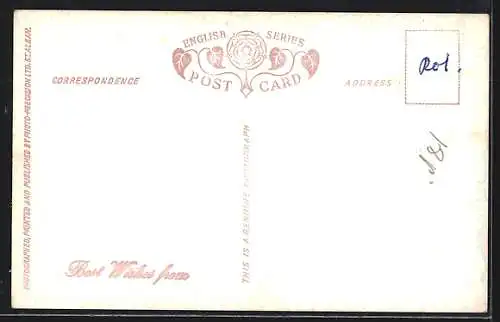 ENGLISH SERIES
POST CARD
CORRESPONDENCE
ADDRESS
PHOTOGRAPHED, PRINTED AND PUBLISHED BY PHOTO-PRECISION LTD. ST. ALBANS.
THIS IS A GENUINE PHOTOGRAPH
Best Wishes from